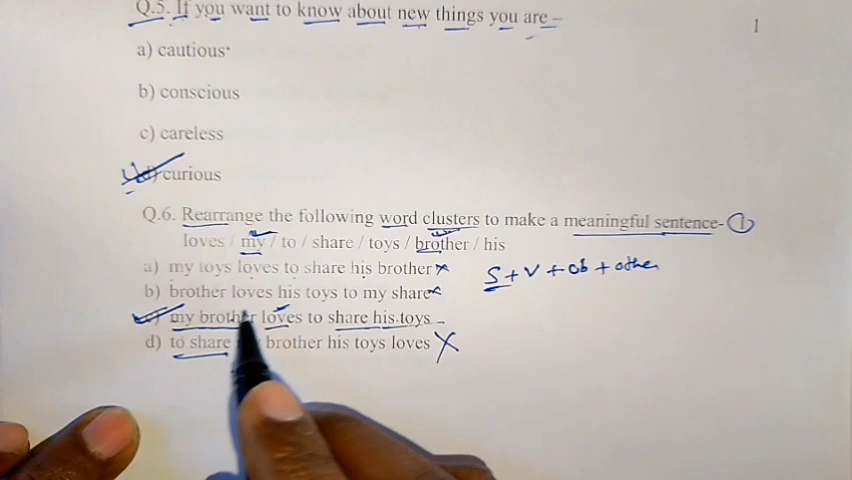 Q.5. If you want to know about new things you are –
1
a) cautious
b) conscious
c) careless
d) curious
Q.6. Rearrange the following word clusters to make a meaningful sentence- 1
loves / my / to / share / toys / brother / his
a) my toys loves to share his brother
b) brother loves his toys to my share
S + V + Ob + other
my brother loves to share his toys
d) to share brother his toys loves